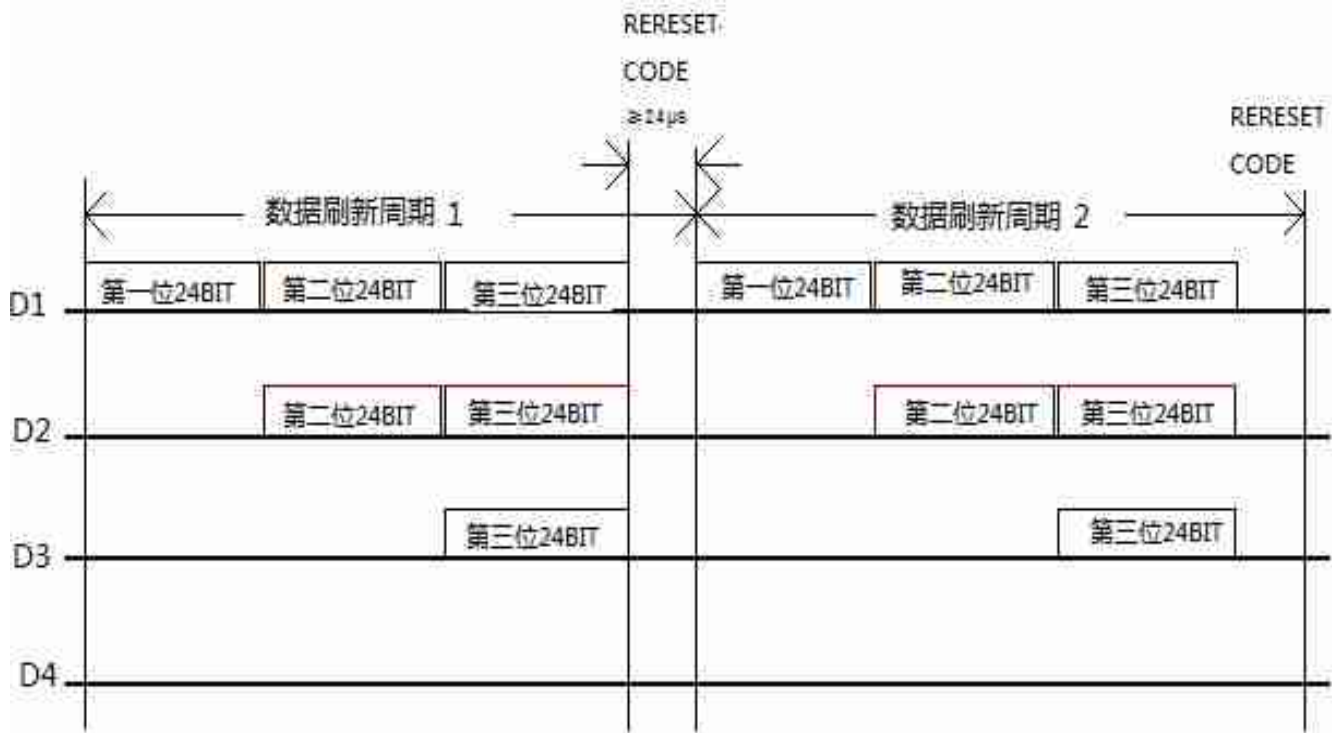 RERESET
CODE
≥24μs
RERESET
CODE
数据刷新周期 1
数据刷新周期 2
D1
第一位24BIT
第二位24BIT
第三位24BIT
第一位24BIT
第二位24BIT
第三位24BIT
D2
第二位24BIT
第三位24BIT
第二位24BIT
第三位24BIT
D3
第三位24BIT
第三位24BIT
D4